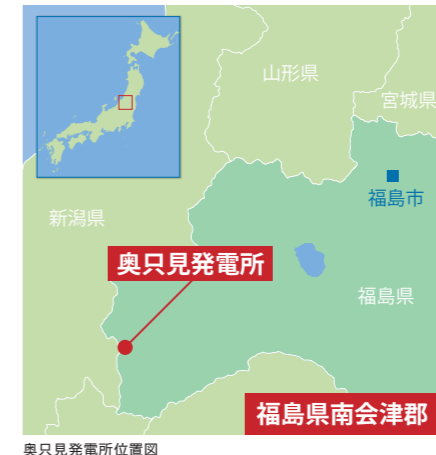 山形県
宮城県
福島市
新潟県
奥只見発電所
福島県
福島県南会津郡
奥只見発電所位置図